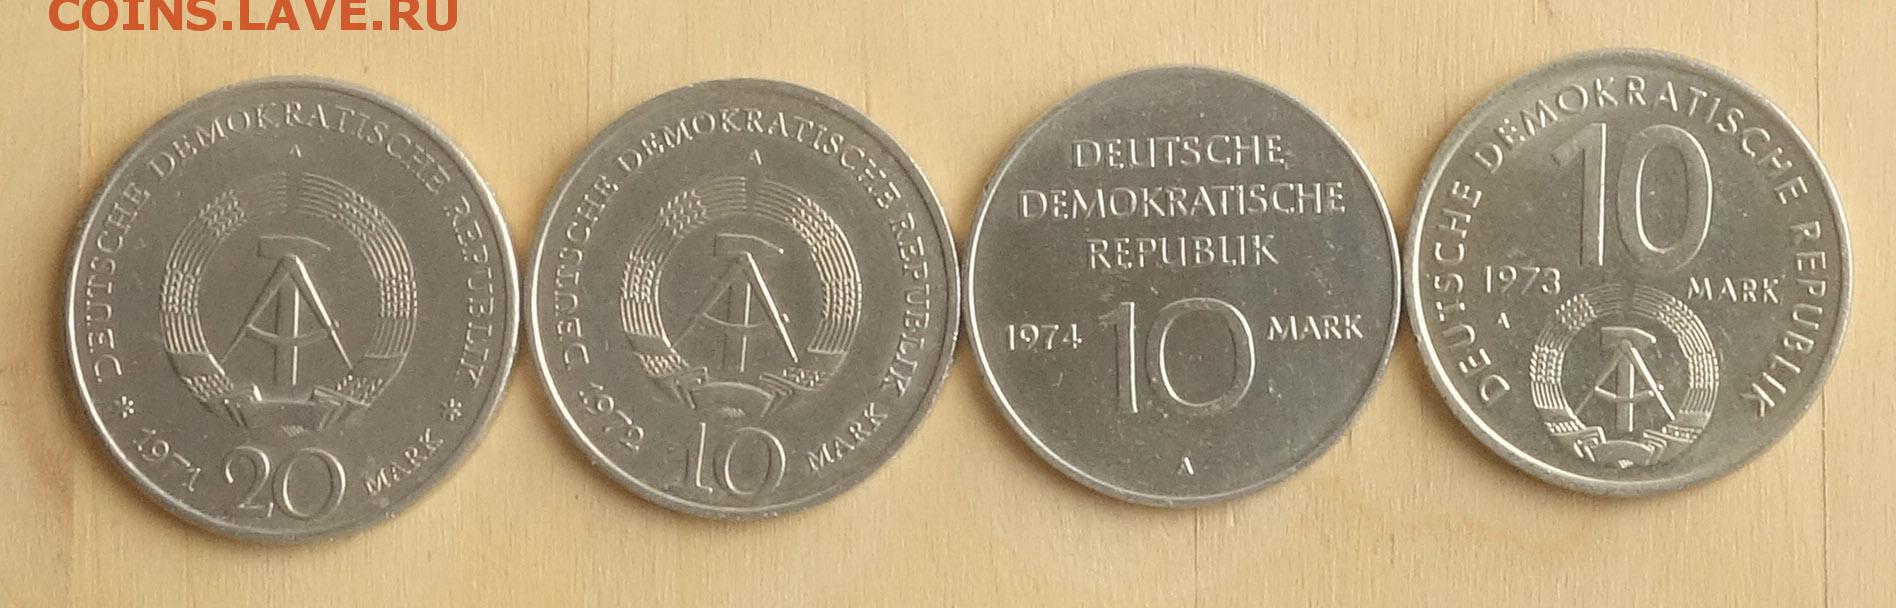 COINS.LAVE.RU
DEUTSCHE DEMOKRATISCHE REPUBLIK
A
* 1971 20 MARK *
DEUTSCHE DEMOKRATISCHE REPUBLIK
A
1972 10 MARK
DEUTSCHE
DEMOKRATISCHE
REPUBLIK
1974 10 MARK
A
DEUTSCHE DEMOKRATISCHE REPUBLIK
10
1973 MARK
A